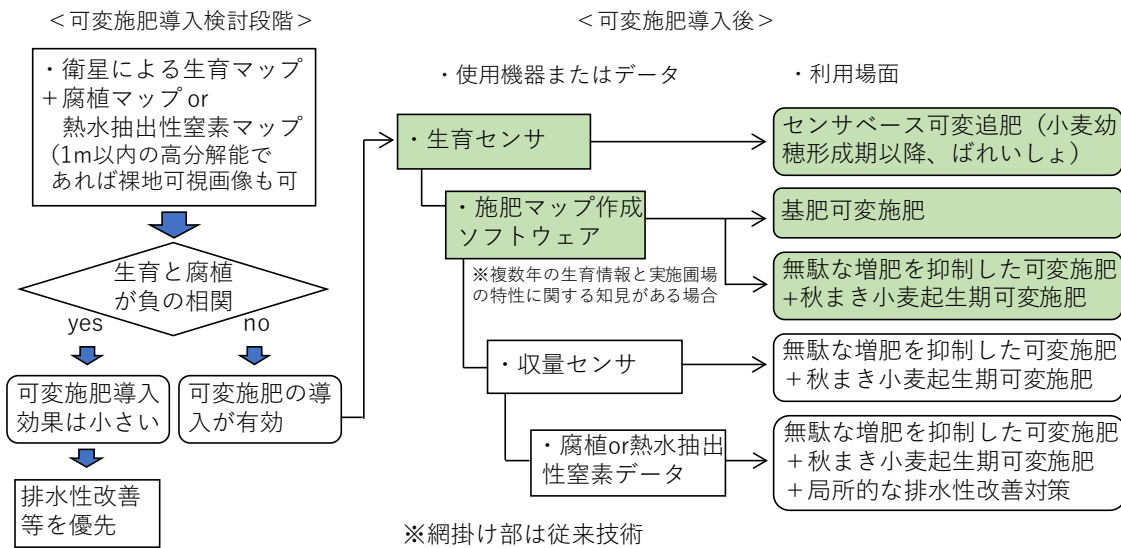 ＜可変施肥導入検討段階＞
・衛星による生育マップ
＋腐植マップ or
熱水抽出性窒素マップ
(1m以内の高分解能で
あれば裸地可視画像も可
生育と腐植
が負の相関
yes
no
可変施肥導入
効果は小さい
可変施肥の導
入が有効
排水性改善
等を優先
＜可変施肥導入後＞
・使用機器またはデータ
・利用場面
・生育センサ
センサベース可変追肥（小麦幼
穂形成期以降、ばれいしょ）
・施肥マップ作成
ソフトウェア
※複数年の生育情報と実施圃場
の特性に関する知見がある場合
基肥可変施肥
無駄な増肥を抑制した可変施肥
+秋まき小麦起生期可変施肥
・収量センサ
無駄な増肥を抑制した可変施肥
＋秋まき小麦起生期可変施肥
・腐植or熱水抽出
性窒素データ
無駄な増肥を抑制した可変施肥
＋秋まき小麦起生期可変施肥
＋局所的な排水性改善対策
※網掛け部は従来技術